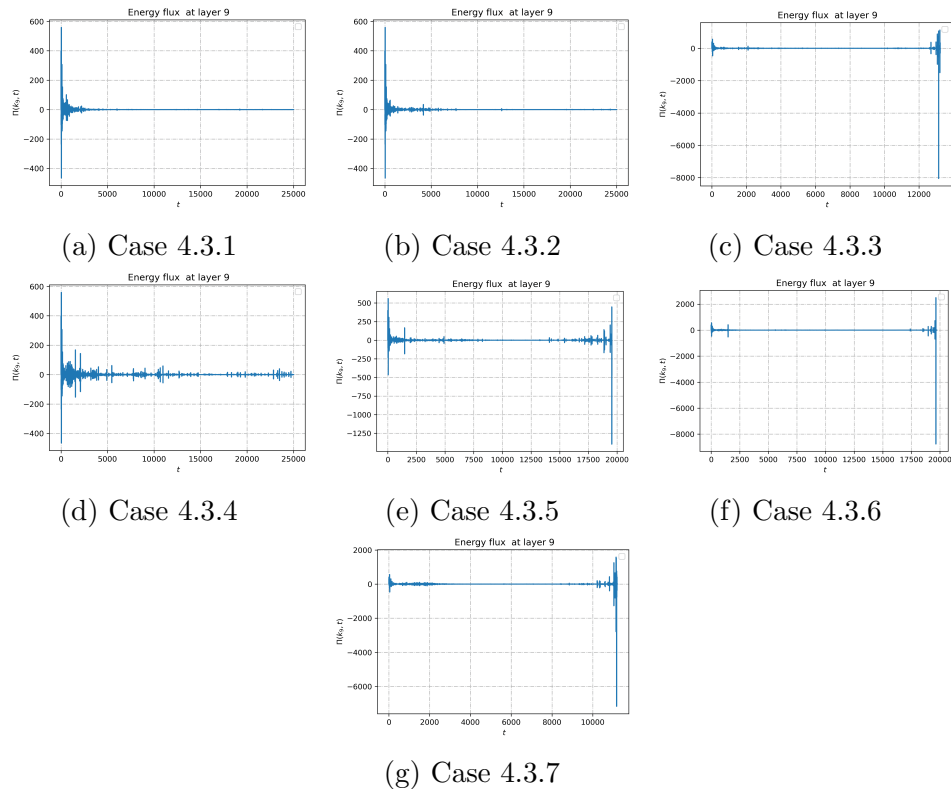 Energy flux at layer 9
Π(k₉, t)
600
400
200
0
−200
−400
0 5000 10000 15000 20000 25000
t
(a) Case 4.3.1
Energy flux at layer 9
Π(k₉, t)
600
400
200
0
−200
−400
0 5000 10000 15000 20000 25000
t
(b) Case 4.3.2
Energy flux at layer 9
Π(k₉, t)
0
−2000
−4000
−6000
−8000
0 2000 4000 6000 8000 10000 12000
t
(c) Case 4.3.3
Energy flux at layer 9
Π(k₉, t)
600
400
200
0
−200
−400
0 5000 10000 15000 20000 25000
t
(d) Case 4.3.4
Energy flux at layer 9
Π(k₉, t)
500
250
0
−250
−500
−750
−1000
−1250
0 2500 5000 7500 10000 12500 15000 17500 20000
t
(e) Case 4.3.5
Energy flux at layer 9
Π(k₉, t)
2000
0
−2000
−4000
−6000
−8000
0 2500 5000 7500 10000 12500 15000 17500 20000
t
(f) Case 4.3.6
Energy flux at layer 9
Π(k₉, t)
2000
0
−2000
−4000
−6000
0 2000 4000 6000 8000 10000
t
(g) Case 4.3.7